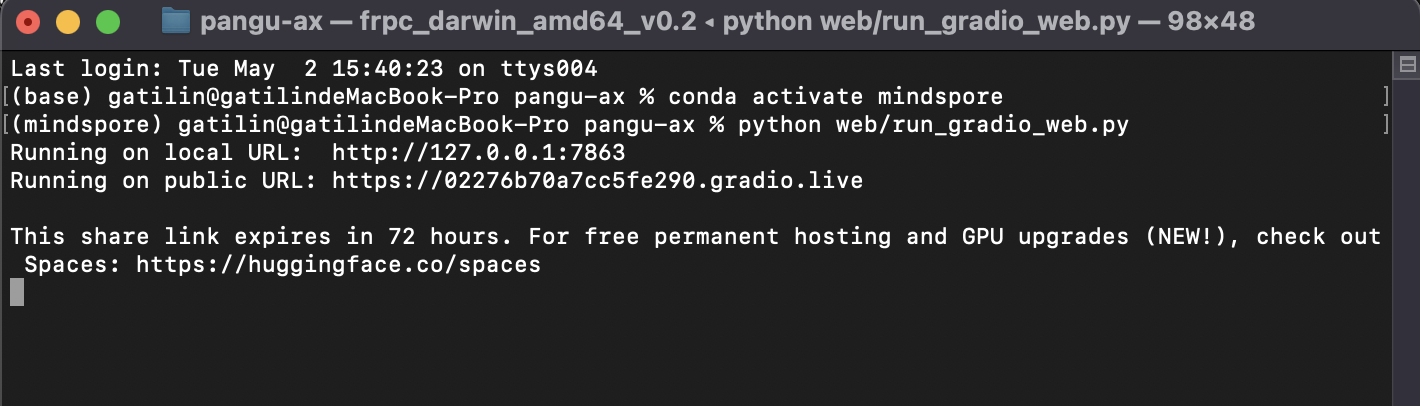 pangu-ax — frpc_darwin_amd64_v0.2 ◂ python web/run_gradio_web.py — 98×48
Last login: Tue May  2 15:40:23 on ttys004
[(base) gatilin@gatilindeMacBook-Pro pangu-ax % conda activate mindspore ]
[(mindspore) gatilin@gatilindeMacBook-Pro pangu-ax % python web/run_gradio_web.py ]
Running on local URL:  http://127.0.0.1:7863
Running on public URL: https://02276b70a7cc5fe290.gradio.live
This share link expires in 72 hours. For free permanent hosting and GPU upgrades (NEW!), check out
 Spaces: https://huggingface.co/spaces